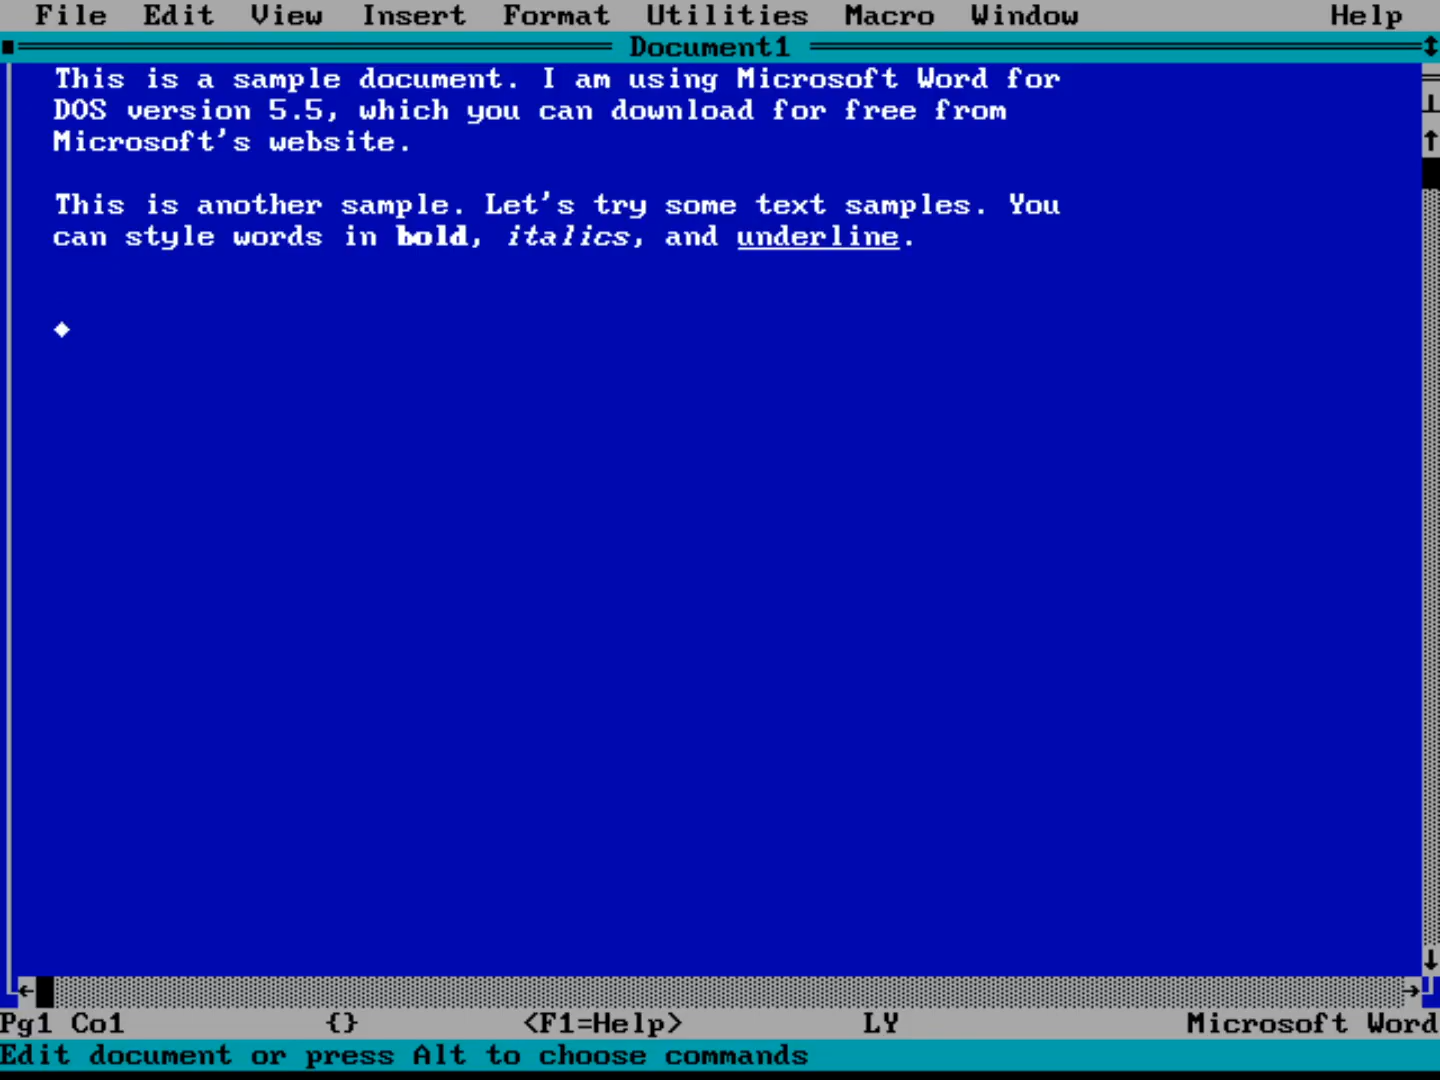 File Edit View Insert Format Utilities Macro Window Help
Document1
This is a sample document. I am using Microsoft Word for
DOS version 5.5, which you can download for free from
Microsoft's website.
This is another sample. Let's try some text samples. You
can style words in bold, italics, and underline.
Pg1 Co1 {} <F1=Help> LY Microsoft Word
Edit document or press Alt to choose commands